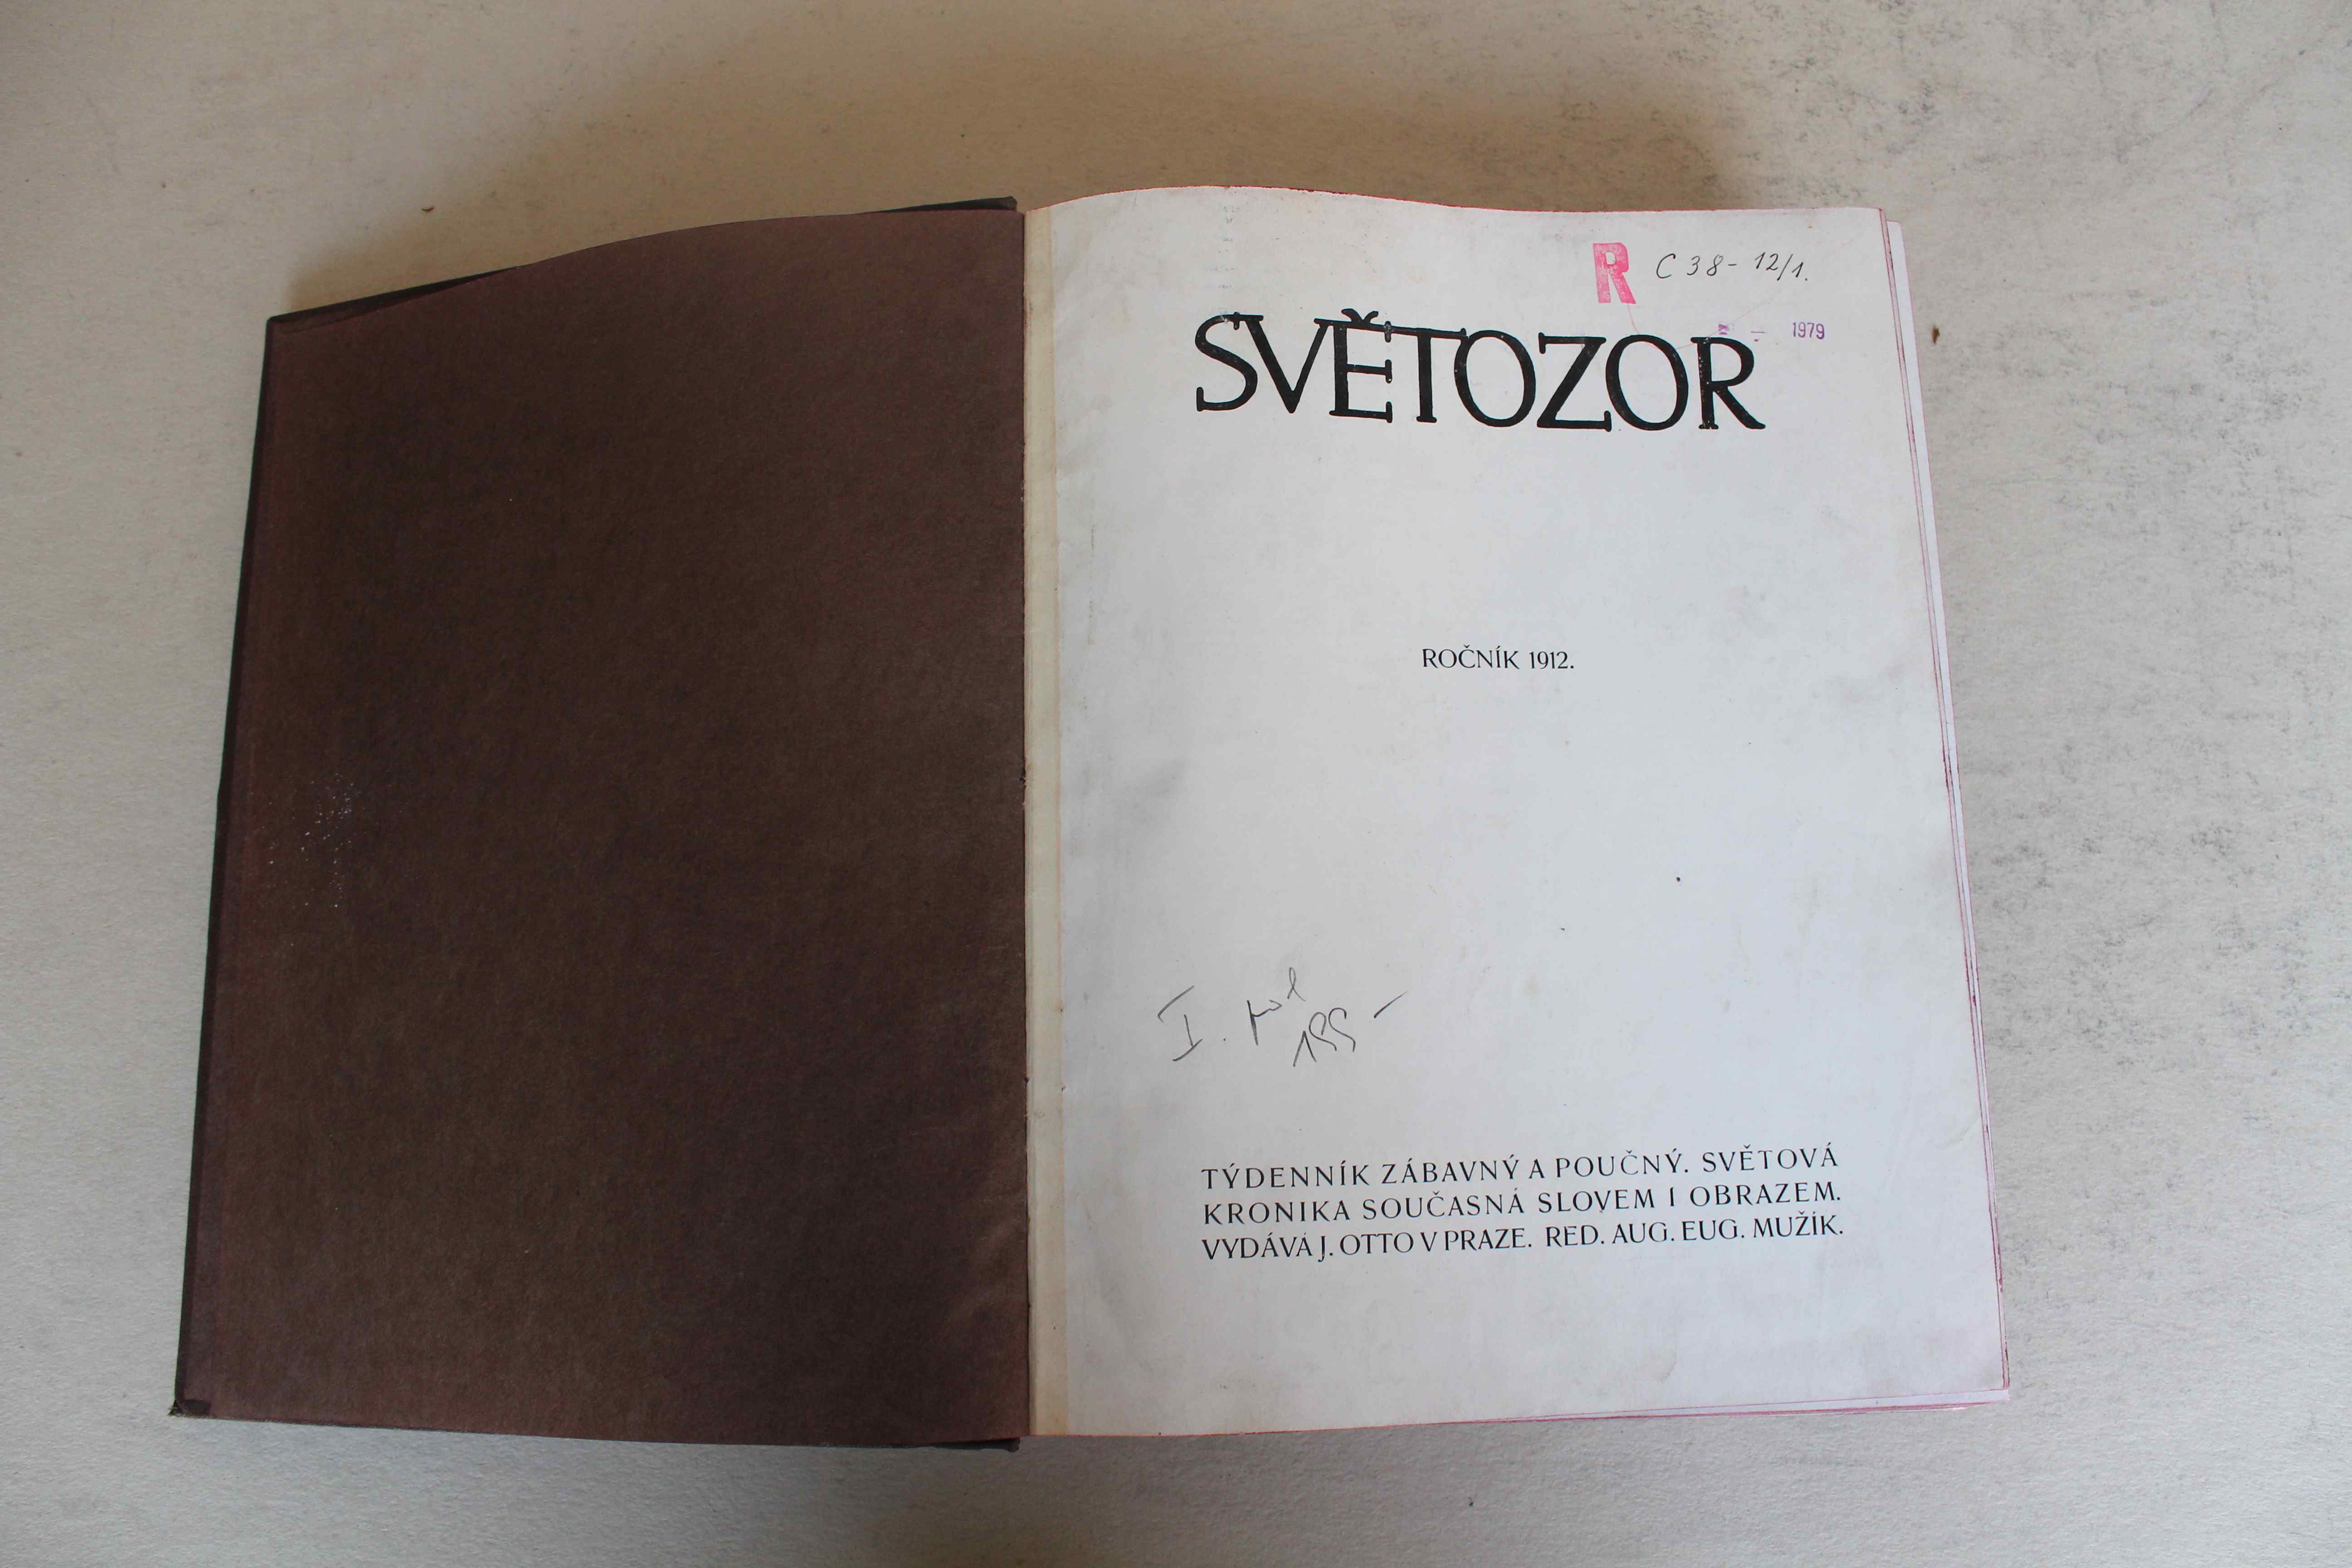 R C 38 - 12/1.
1979
SVĚTOZOR
ROČNÍK 1912.
I.
TÝDENNÍK ZÁBAVNÝ A POUČNÝ. SVĚTOVÁ
KRONIKA SOUČASNÁ SLOVEM I OBRAZEM.
VYDÁVÁ J. OTTO V PRAZE. RED. AUG. EUG. MUŽÍK.